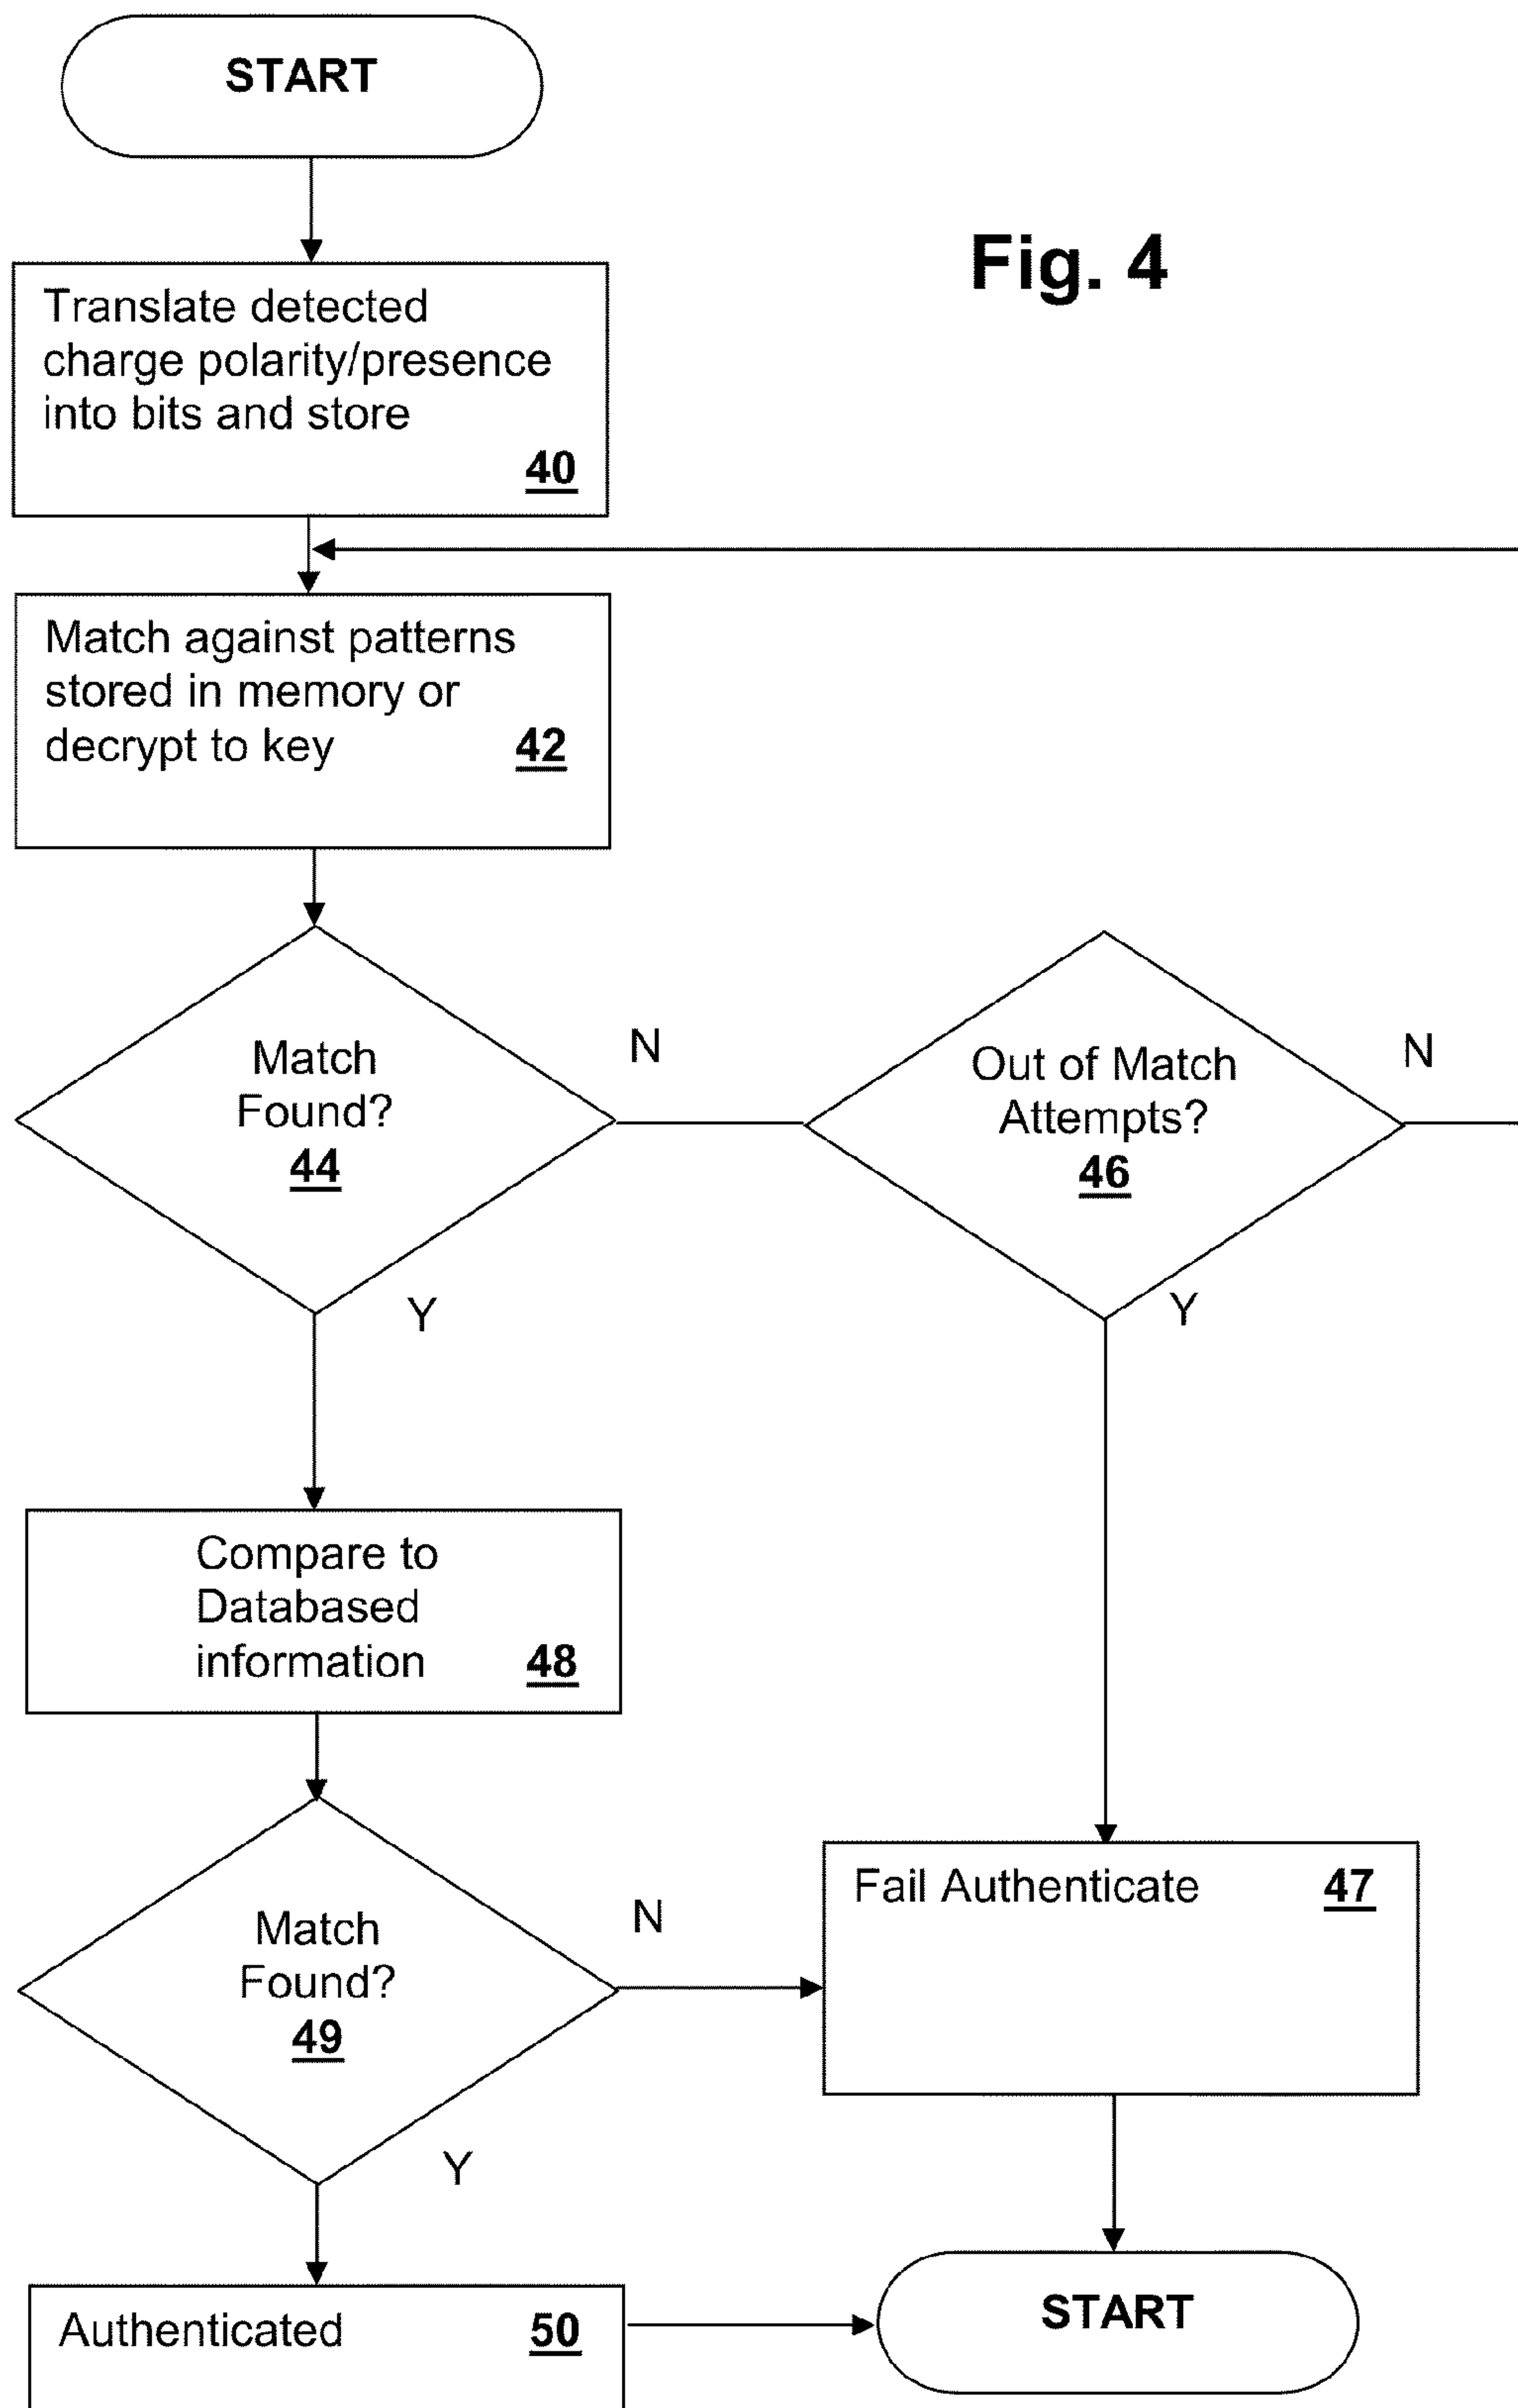 START
Fig. 4
Translate detected
charge polarity/presence
into bits and store
40
Match against patterns
stored in memory or
decrypt to key 42
Match
Found?
44
N
Y
Out of Match
Attempts?
46
N
Y
Compare to
Databased
information 48
Match
Found?
49
N
Y
Fail Authenticate 47
Authenticated 50
START